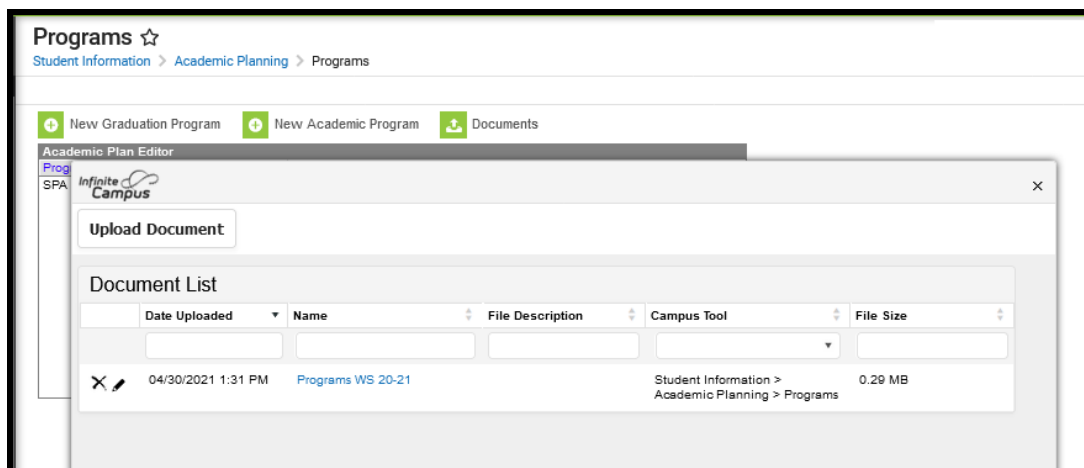 Programs
Student Information > Academic Planning > Programs
New Graduation Program New Academic Program Documents
Academic Plan Editor
Prog
SPA
Infinite Campus
Upload Document
Document List
Date Uploaded Name File Description Campus Tool File Size
04/30/2021 1:31 PM Programs WS 20-21 Student Information > 0.29 MB
Academic Planning > Programs